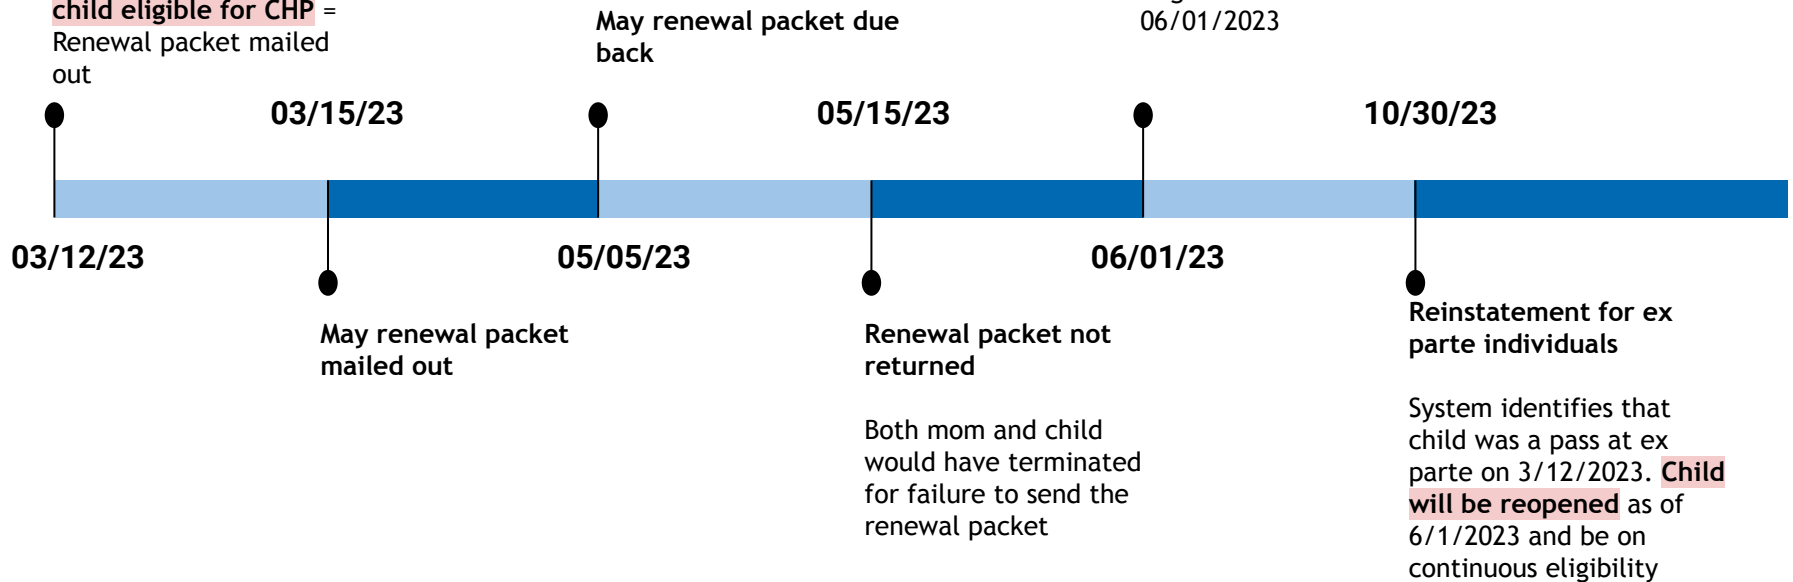 child eligible for CHP =
Renewal packet mailed
out
May renewal packet due
back
06/01/2023
03/15/23
05/15/23
10/30/23
03/12/23
05/05/23
06/01/23
May renewal packet
mailed out
Renewal packet not
returned
Both mom and child
would have terminated
for failure to send the
renewal packet
Reinstatement for ex
parte individuals
System identifies that
child was a pass at ex
parte on 3/12/2023. Child
will be reopened as of
6/1/2023 and be on
continuous eligibility